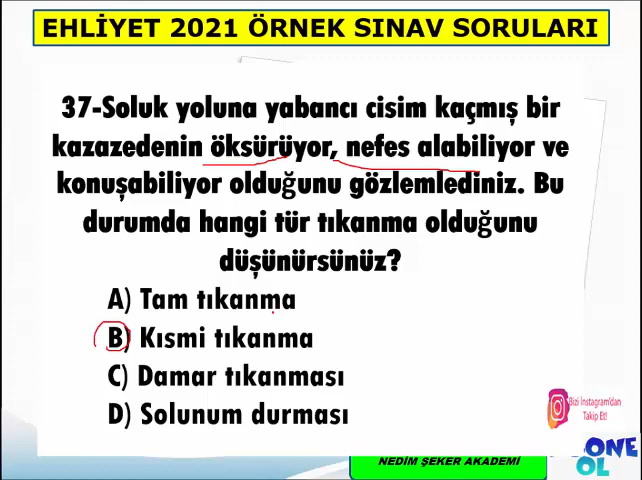 EHLİYET 2021 ÖRNEK SINAV SORULARI
37-Soluk yoluna yabancı cisim kaçmış bir
kazazedenin öksürüyor, nefes alabiliyor ve
konuşabiliyor olduğunu gözlemlediniz. Bu
durumda hangi tür tıkanma olduğunu
düşünürsünüz?
A) Tam tıkanma
B) Kısmi tıkanma
C) Damar tıkanması
D) Solunum durması
Bizi Instagram'dan
Takip Et!
NEDİM ŞEKER AKADEMİ
ONE
OL